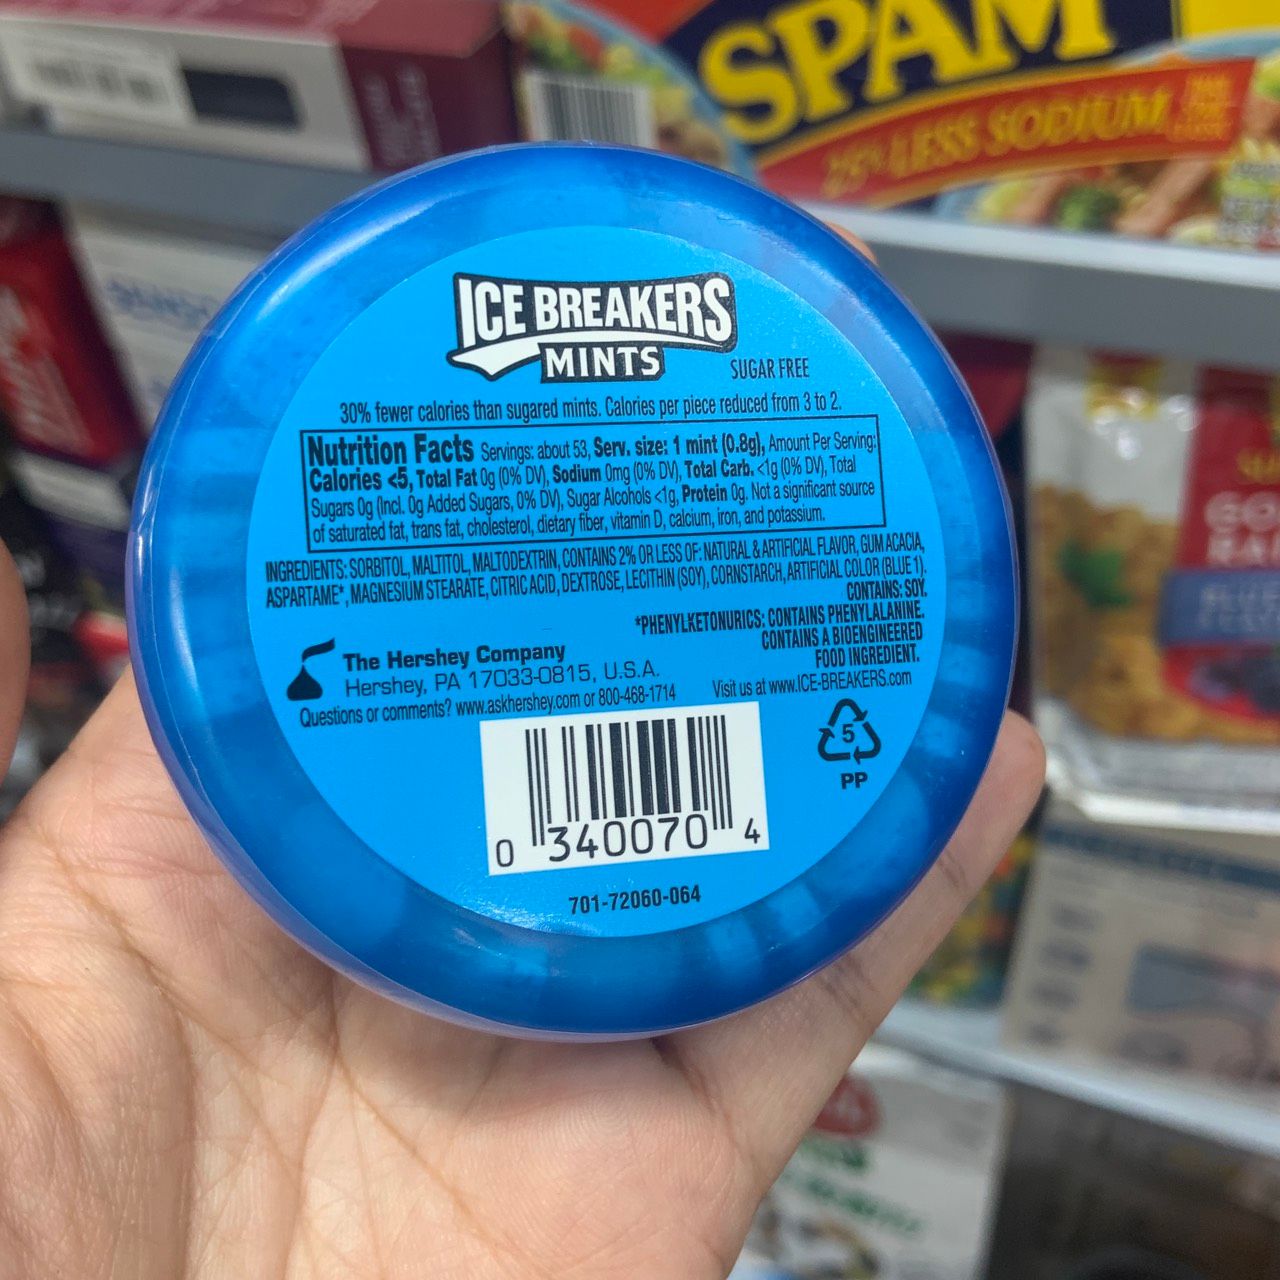 SPAM
25% LESS SODIUM
ICE BREAKERS
MINTS
SUGAR FREE
30% fewer calories than sugared mints. Calories per piece reduced from 3 to 2.
Nutrition Facts Servings: about 53, Serv. size: 1 mint (0.8g), Amount Per Serving:
Calories <5, Total Fat 0g (0% DV), Sodium 0mg (0% DV), Total Carb. <1g (0% DV), Total
Sugars 0g (Incl. 0g Added Sugars, 0% DV), Sugar Alcohols <1g, Protein 0g. Not a significant source
of saturated fat, trans fat, cholesterol, dietary fiber, vitamin D, calcium, iron, and potassium.
INGREDIENTS: SORBITOL, MALTITOL, MALTODEXTRIN, CONTAINS 2% OR LESS OF: NATURAL & ARTIFICIAL FLAVOR, GUM ACACIA,
ASPARTAME*, MAGNESIUM STEARATE, CITRIC ACID, DEXTROSE, LECITHIN (SOY), CORNSTARCH, ARTIFICIAL COLOR (BLUE 1).
CONTAINS: SOY.
*PHENYLKETONURICS: CONTAINS PHENYLALANINE.
CONTAINS A BIOENGINEERED
FOOD INGREDIENT.
The Hershey Company
Hershey, PA 17033-0815, U.S.A.
Questions or comments? www.askhershey.com or 800-468-1714
Visit us at www.ICE-BREAKERS.com
5
PP
0 340070 4
701-72060-064